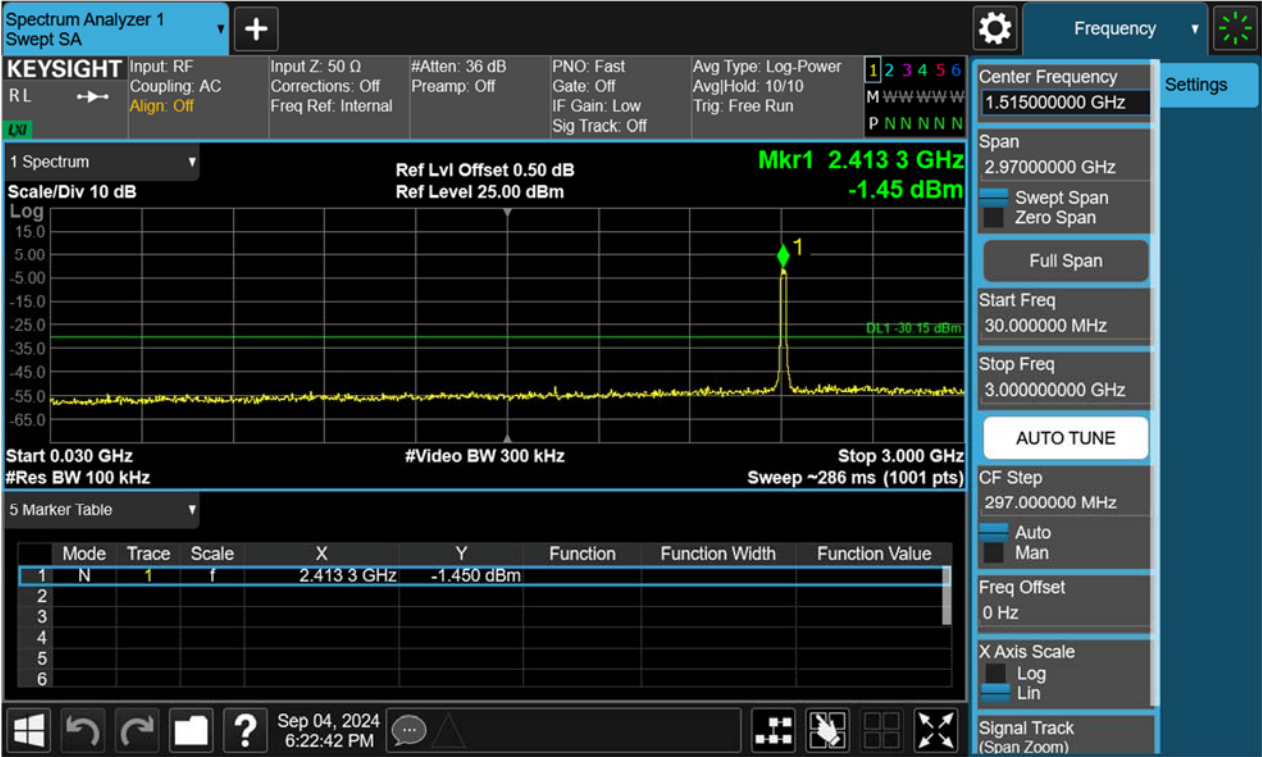 Spectrum Analyzer 1
Swept SA
+
Frequency
KEYSIGHT
R L
LXI
Input: RF
Coupling: AC
Align: Off
Input Z: 50 Ω
Corrections: Off
Freq Ref: Internal
#Atten: 36 dB
Preamp: Off
PNO: Fast
Gate: Off
IF Gain: Low
Sig Track: Off
Avg Type: Log-Power
Avg|Hold: 10/10
Trig: Free Run
1 2 3 4 5 6
M W W W W W
P N N N N N
1 Spectrum
Scale/Div 10 dB
Ref Lvl Offset 0.50 dB
Ref Level 25.00 dBm
Mkr1 2.413 3 GHz
-1.45 dBm
Log
15.0
5.00
-5.00
-15.0
-25.0
-35.0
-45.0
-55.0
-65.0
1
DL1 -30.15 dBm
Start 0.030 GHz
#Video BW 300 kHz
Stop 3.000 GHz
#Res BW 100 kHz
Sweep ~286 ms (1001 pts)
5 Marker Table
Mode Trace Scale X Y Function Function Width Function Value
1 N 1 f 2.413 3 GHz -1.450 dBm
2
3
4
5
6
?
Sep 04, 2024
6:22:42 PM
Center Frequency
1.515000000 GHz
Settings
Span
2.97000000 GHz
Swept Span
Zero Span
Full Span
Start Freq
30.000000 MHz
Stop Freq
3.000000000 GHz
AUTO TUNE
CF Step
297.000000 MHz
Auto
Man
Freq Offset
0 Hz
X Axis Scale
Log
Lin
Signal Track
(Span Zoom)